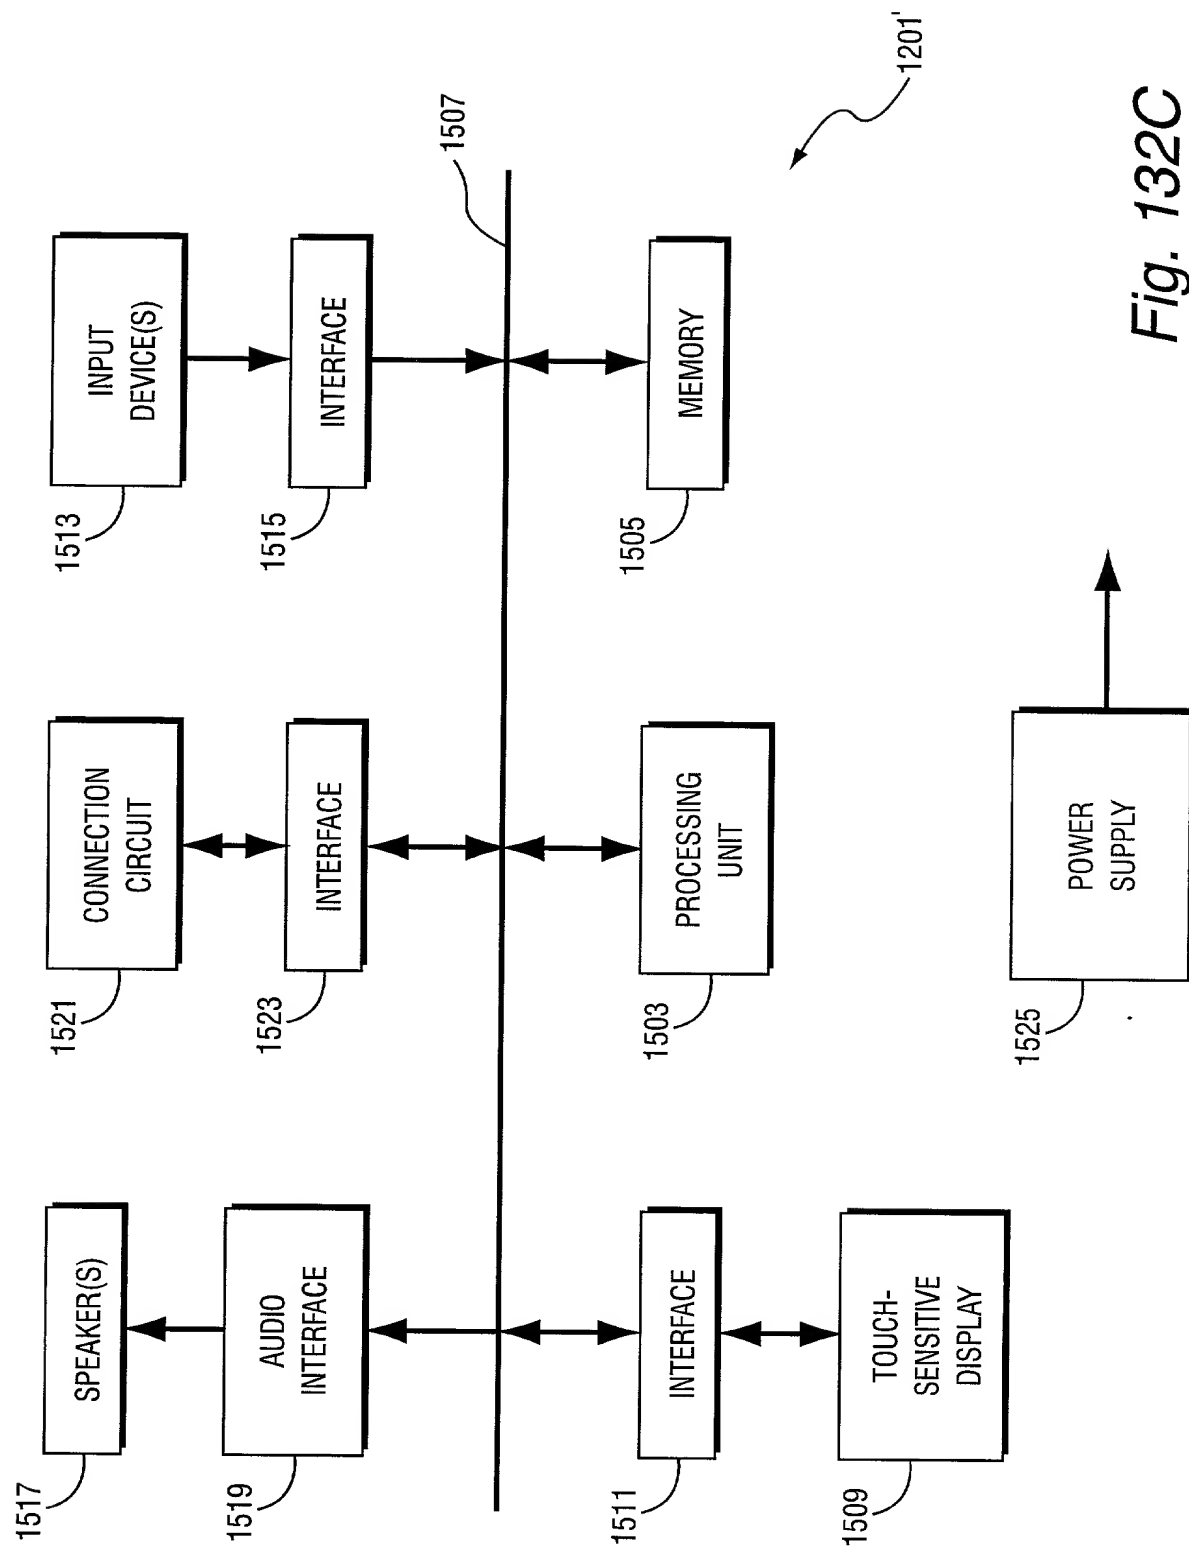 1517
SPEAKER(S)
1519
AUDIO
INTERFACE
1521
CONNECTION
CIRCUIT
1523
INTERFACE
1513
INPUT
DEVICE(S)
1515
INTERFACE
1507
1511
INTERFACE
1509
TOUCH-
SENSITIVE
DISPLAY
1503
PROCESSING
UNIT
1505
MEMORY
1201'
1525
POWER
SUPPLY
Fig. 132C